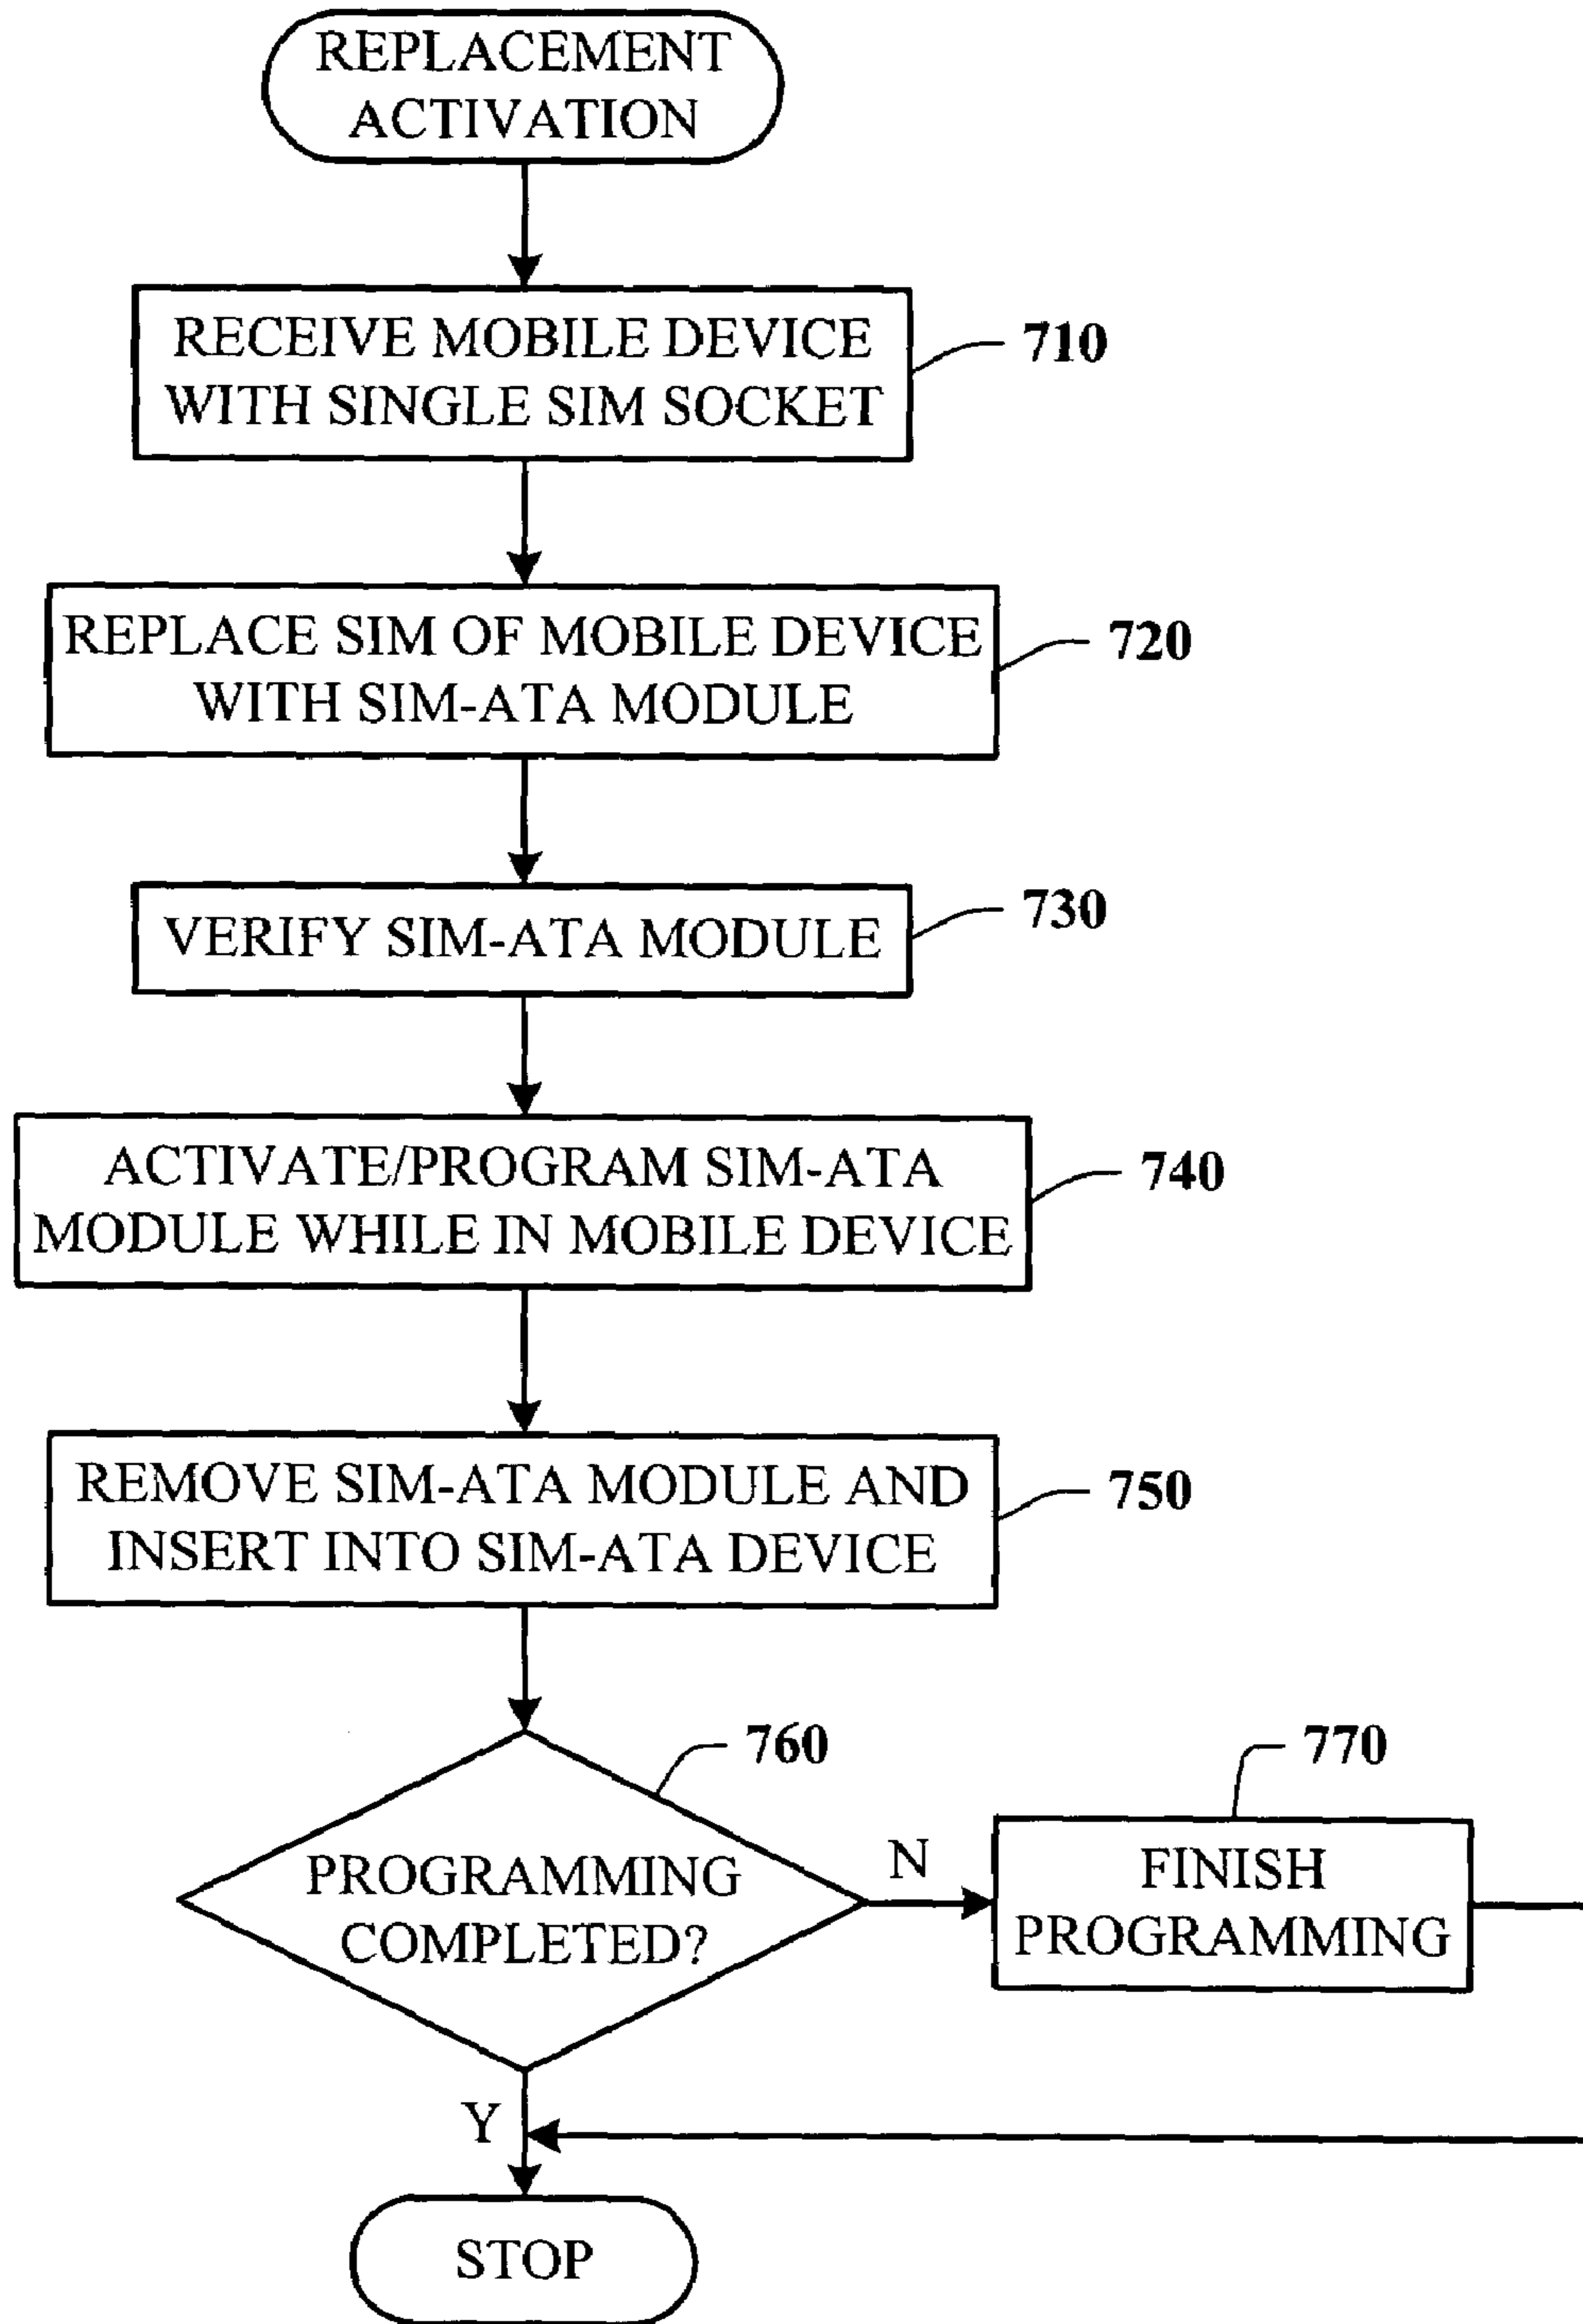 REPLACEMENT
ACTIVATION
RECEIVE MOBILE DEVICE
WITH SINGLE SIM SOCKET
710
REPLACE SIM OF MOBILE DEVICE
WITH SIM-ATA MODULE
720
VERIFY SIM-ATA MODULE
730
ACTIVATE/PROGRAM SIM-ATA
MODULE WHILE IN MOBILE DEVICE
740
REMOVE SIM-ATA MODULE AND
INSERT INTO SIM-ATA DEVICE
750
760
PROGRAMMING
COMPLETED?
N
770
FINISH
PROGRAMMING
Y
STOP